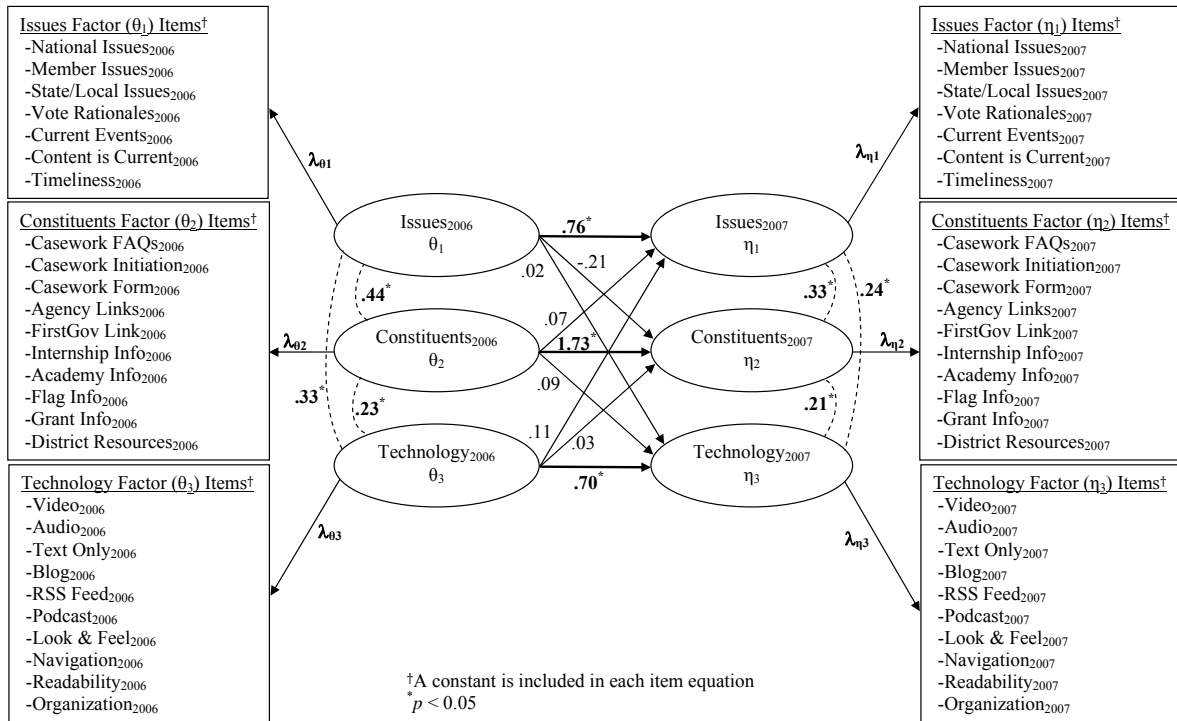 Issues Factor (θ₁) Items†
-National Issues₂₀₀₆
-Member Issues₂₀₀₆
-State/Local Issues₂₀₀₆
-Vote Rationales₂₀₀₆
-Current Events₂₀₀₆
-Content is Current₂₀₀₆
-Timeliness₂₀₀₆
Constituents Factor (θ₂) Items†
-Casework FAQs₂₀₀₆
-Casework Initiation₂₀₀₆
-Casework Form₂₀₀₆
-Agency Links₂₀₀₆
-FirstGov Link₂₀₀₆
-Internship Info₂₀₀₆
-Academy Info₂₀₀₆
-Flag Info₂₀₀₆
-Grant Info₂₀₀₆
-District Resources₂₀₀₆
Technology Factor (θ₃) Items†
-Video₂₀₀₆
-Audio₂₀₀₆
-Text Only₂₀₀₆
-Blog₂₀₀₆
-RSS Feed₂₀₀₆
-Podcast₂₀₀₆
-Look & Feel₂₀₀₆
-Navigation₂₀₀₆
-Readability₂₀₀₆
-Organization₂₀₀₆
λθ1
λθ2
λθ3
Issues₂₀₀₆
θ₁
Constituents₂₀₀₆
θ₂
Technology₂₀₀₆
θ₃
.44*
.33*
.23*
.76*
.02
-.21
.07
1.73*
.09
.11
.03
.70*
Issues₂₀₀₇
η₁
Constituents₂₀₀₇
η₂
Technology₂₀₀₇
η₃
.33*
.24*
.21*
λη1
λη2
λη3
Issues Factor (η₁) Items†
-National Issues₂₀₀₇
-Member Issues₂₀₀₇
-State/Local Issues₂₀₀₇
-Vote Rationales₂₀₀₇
-Current Events₂₀₀₇
-Content is Current₂₀₀₇
-Timeliness₂₀₀₇
Constituents Factor (η₂) Items†
-Casework FAQs₂₀₀₇
-Casework Initiation₂₀₀₇
-Casework Form₂₀₀₇
-Agency Links₂₀₀₇
-FirstGov Link₂₀₀₇
-Internship Info₂₀₀₇
-Academy Info₂₀₀₇
-Flag Info₂₀₀₇
-Grant Info₂₀₀₇
-District Resources₂₀₀₇
Technology Factor (η₃) Items†
-Video₂₀₀₇
-Audio₂₀₀₇
-Text Only₂₀₀₇
-Blog₂₀₀₇
-RSS Feed₂₀₀₇
-Podcast₂₀₀₇
-Look & Feel₂₀₀₇
-Navigation₂₀₀₇
-Readability₂₀₀₇
-Organization₂₀₀₇
†A constant is included in each item equation
*p < 0.05